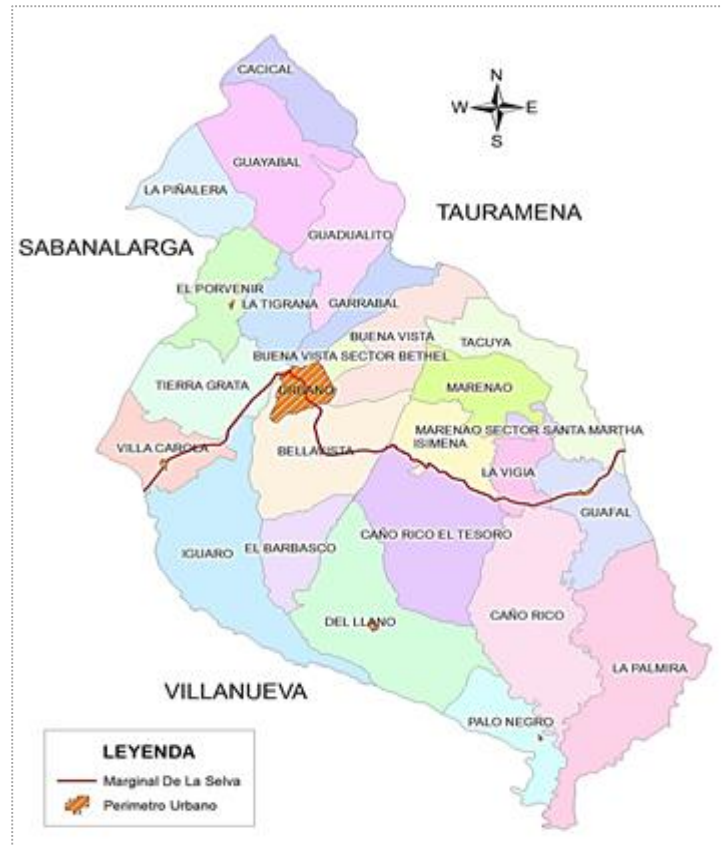 CACICAL
N
W E
S
GUAYABAL
LA PIÑALERA
TAURAMENA
GUADUALITO
SABANALARGA
EL PORVENIR
LA TIGRANA
GARRABAL
BUENA VISTA
TACUYA
BUENA VISTA SECTOR BETHEL
TIERRA GRATA
URBANO
MARENAO
MARENAO SECTOR SANTA MARTHA
ISIMENA
VILLA CAROLA
BELLAVISTA
LA VIGIA
GUAFAL
CAÑO RICO EL TESORO
IGUARO
EL BARBASCO
CAÑO RICO
DEL LLANO
LA PALMIRA
VILLANUEVA
PALO NEGRO
LEYENDA
Marginal De La Selva
Perimetro Urbano